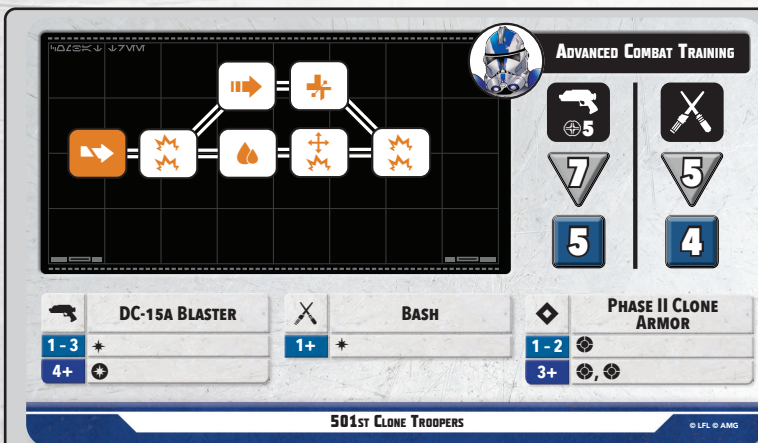 Advanced Combat Training
5
7 5
5 4
DC-15a Blaster
1 - 3
4+
Bash
1+
Phase II Clone
Armor
1 - 2
3+ ,
501st Clone Troopers
© LFL © AMG